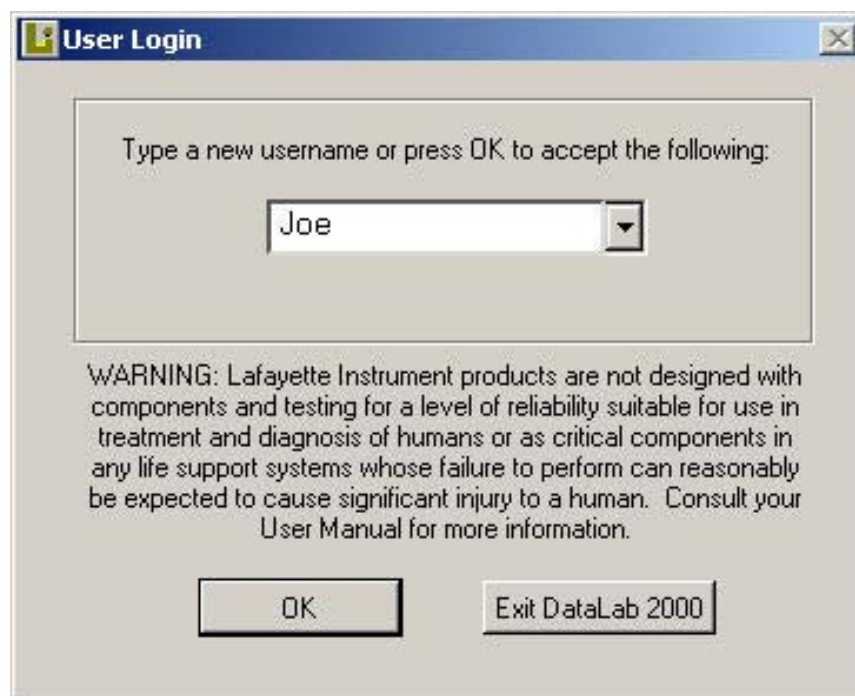 User Login
Type a new username or press OK to accept the following:
Joe
WARNING: Lafayette Instrument products are not designed with
components and testing for a level of reliability suitable for use in
treatment and diagnosis of humans or as critical components in
any life support systems whose failure to perform can reasonably
be expected to cause significant injury to a human.  Consult your
User Manual for more information.
OK
Exit DataLab 2000